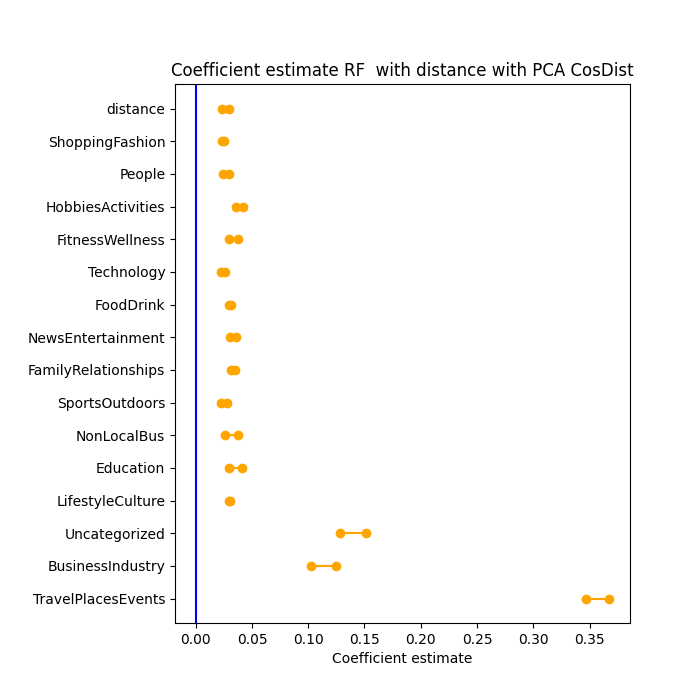 Coefficient estimate RF  with distance with PCA CosDist
distance
ShoppingFashion
People
HobbiesActivities
FitnessWellness
Technology
FoodDrink
NewsEntertainment
FamilyRelationships
SportsOutdoors
NonLocalBus
Education
LifestyleCulture
Uncategorized
BusinessIndustry
TravelPlacesEvents
0.00 0.05 0.10 0.15 0.20 0.25 0.30 0.35
Coefficient estimate